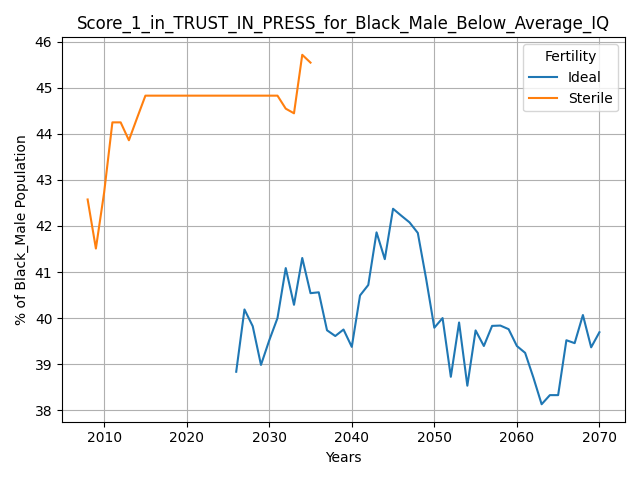 Score_1_in_TRUST_IN_PRESS_for_Black_Male_Below_Average_IQ
Fertility
Ideal
Sterile
% of Black_Male Population
46
45
44
43
42
41
40
39
38
2010 2020 2030 2040 2050 2060 2070
Years